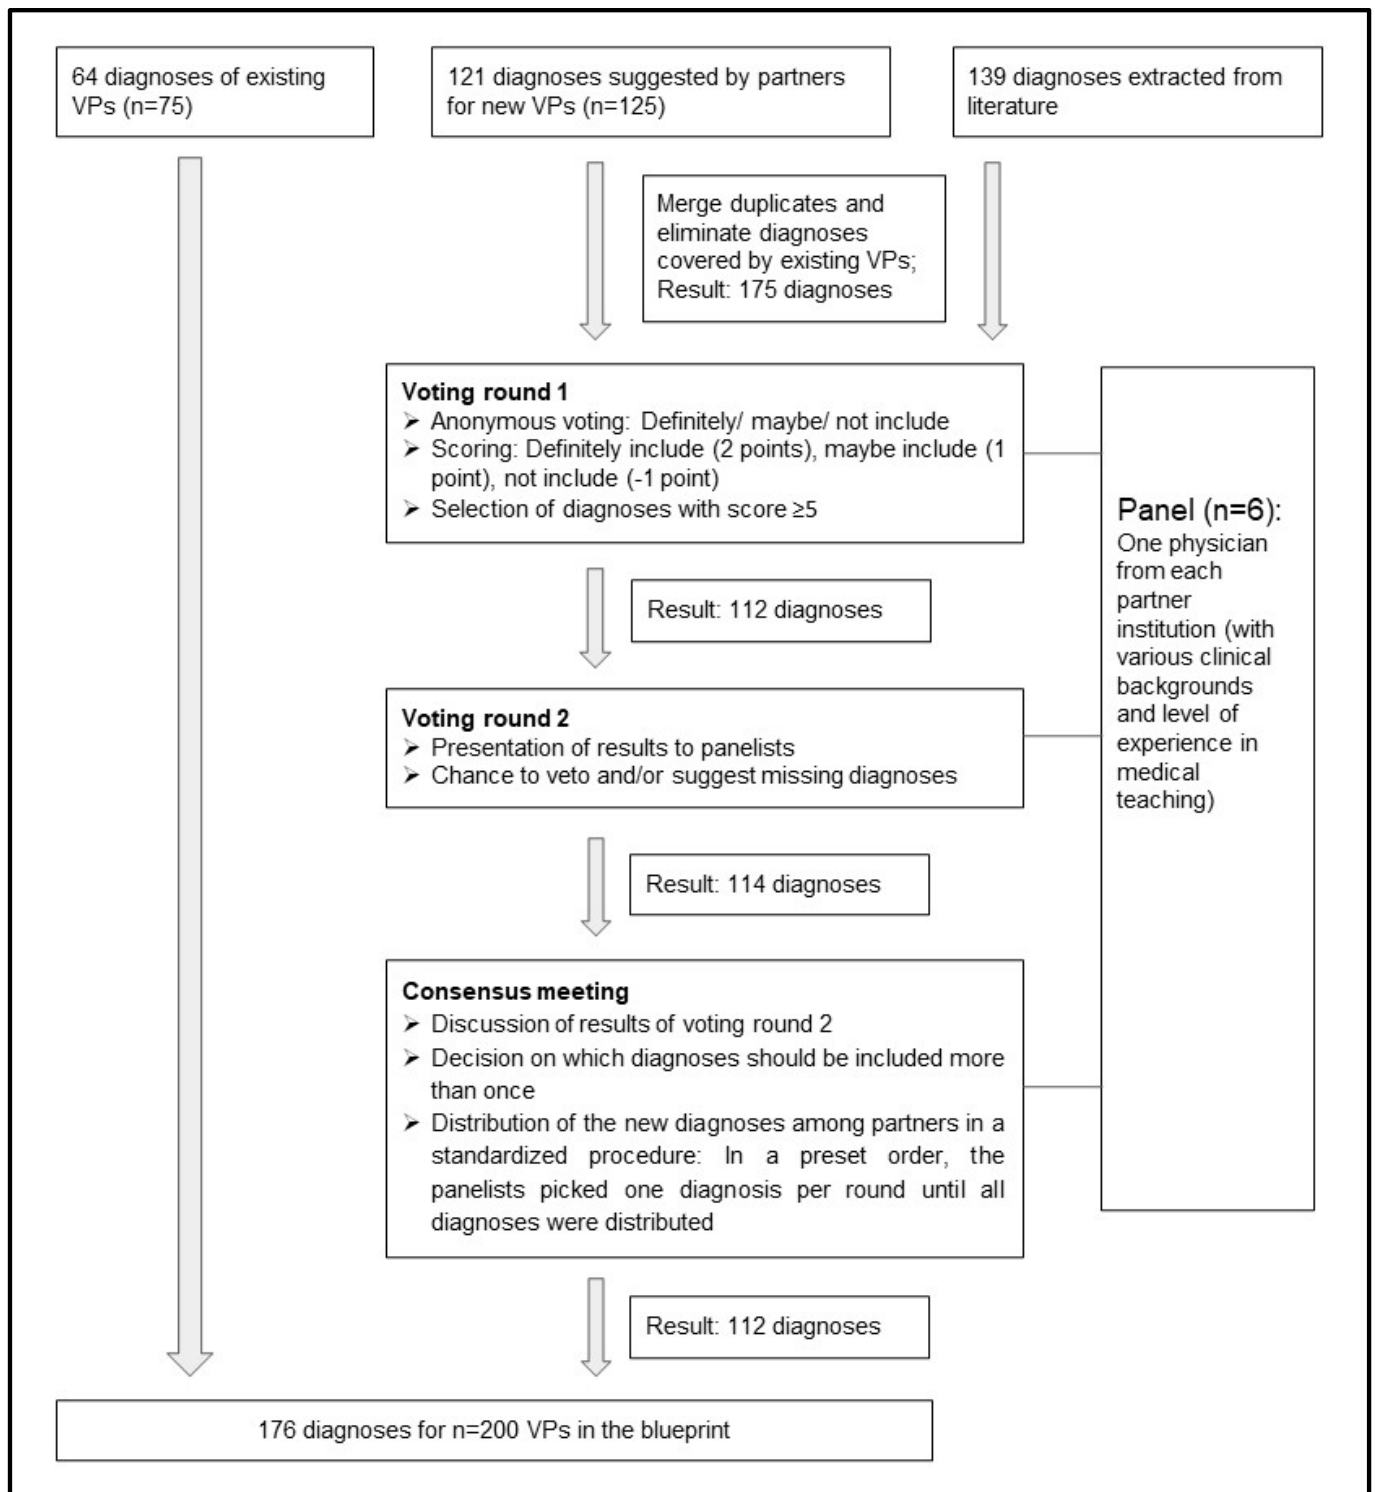 64 diagnoses of existing
VPs (n=75)
121 diagnoses suggested by partners
for new VPs (n=125)
139 diagnoses extracted from
literature
Merge duplicates and
eliminate diagnoses
covered by existing VPs;
Result: 175 diagnoses
Voting round 1
➢ Anonymous voting: Definitely/ maybe/ not include
➢ Scoring: Definitely include (2 points), maybe include (1
point), not include (-1 point)
➢ Selection of diagnoses with score ≥5
Panel (n=6):
One physician
from each
partner
institution (with
various clinical
backgrounds
and level of
experience in
medical
teaching)
Result: 112 diagnoses
Voting round 2
➢ Presentation of results to panelists
➢ Chance to veto and/or suggest missing diagnoses
Result: 114 diagnoses
Consensus meeting
➢ Discussion of results of voting round 2
➢ Decision on which diagnoses should be included more
than once
➢ Distribution of the new diagnoses among partners in a
standardized procedure: In a preset order, the
panelists picked one diagnosis per round until all
diagnoses were distributed
Result: 112 diagnoses
176 diagnoses for n=200 VPs in the blueprint